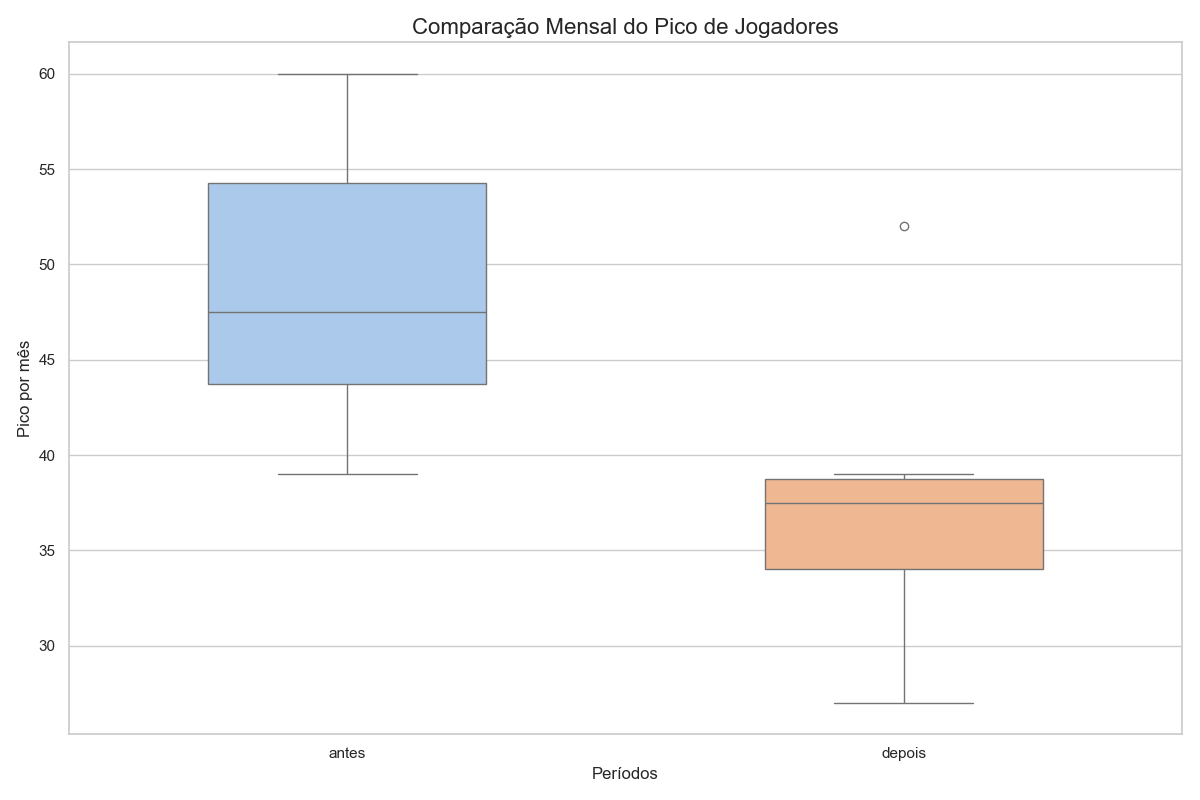 Comparação Mensal do Pico de Jogadores
60
55
50
45
40
35
30
Pico por mês
antes
depois
Períodos